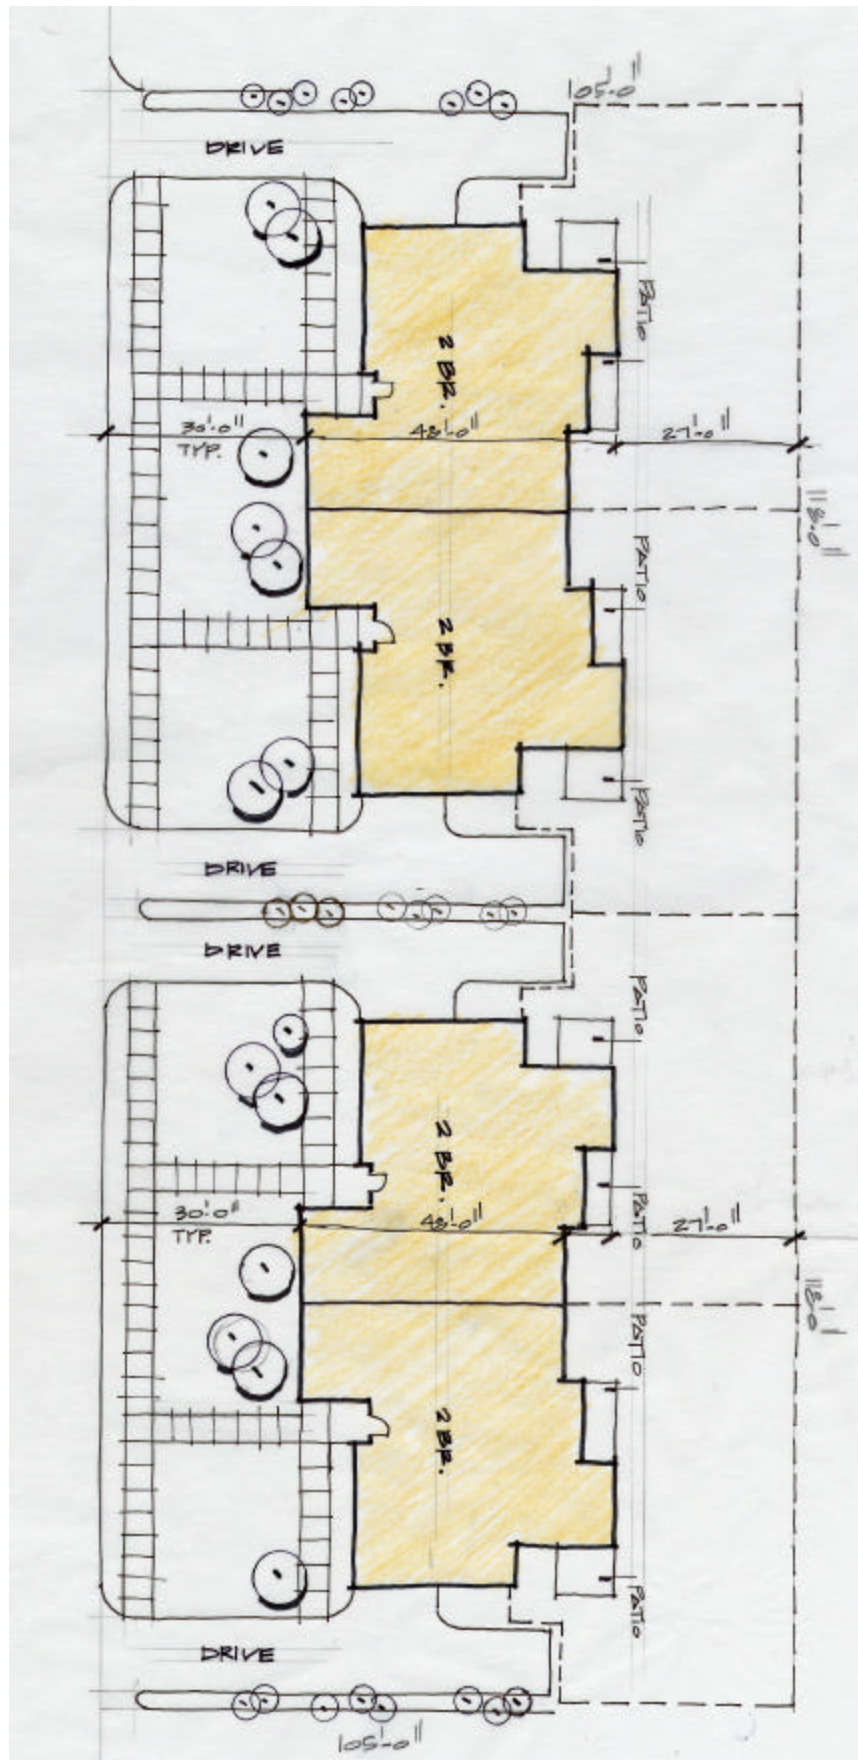 105'-0"
DRIVE
PATIO
2 BR.
30'-0"
TYP.
48'-0"
27'-0"
118'-0"
PATIO
2 BR.
PATIO
DRIVE
DRIVE
PATIO
2 BR.
PATIO
30'-0"
TYP.
48'-0"
27'-0"
118'-0"
PATIO
2 BR.
PATIO
DRIVE
105'-0"